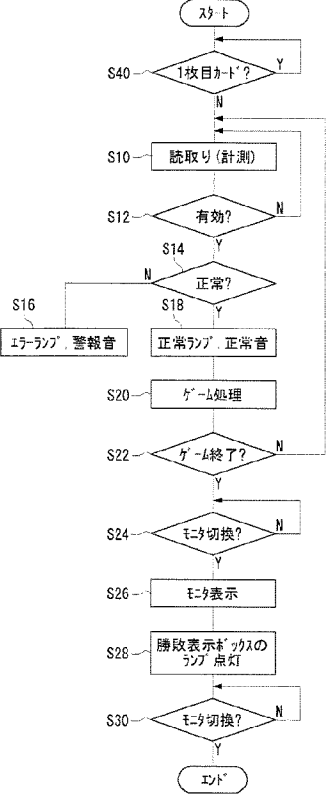 スタート
S40
1枚目カード?
Y
N
S10
読取り(計測)
S12
有効?
N
Y
S14
正常?
N
Y
S16
エラーランプ、警報音
S18
正常ランプ、正常音
S20
ゲーム処理
S22
ゲーム終了?
N
Y
S24
モニタ切換?
N
Y
S26
モニタ表示
S28
勝敗表示ボックスの
ランプ点灯
S30
モニタ切換?
N
Y
エンド